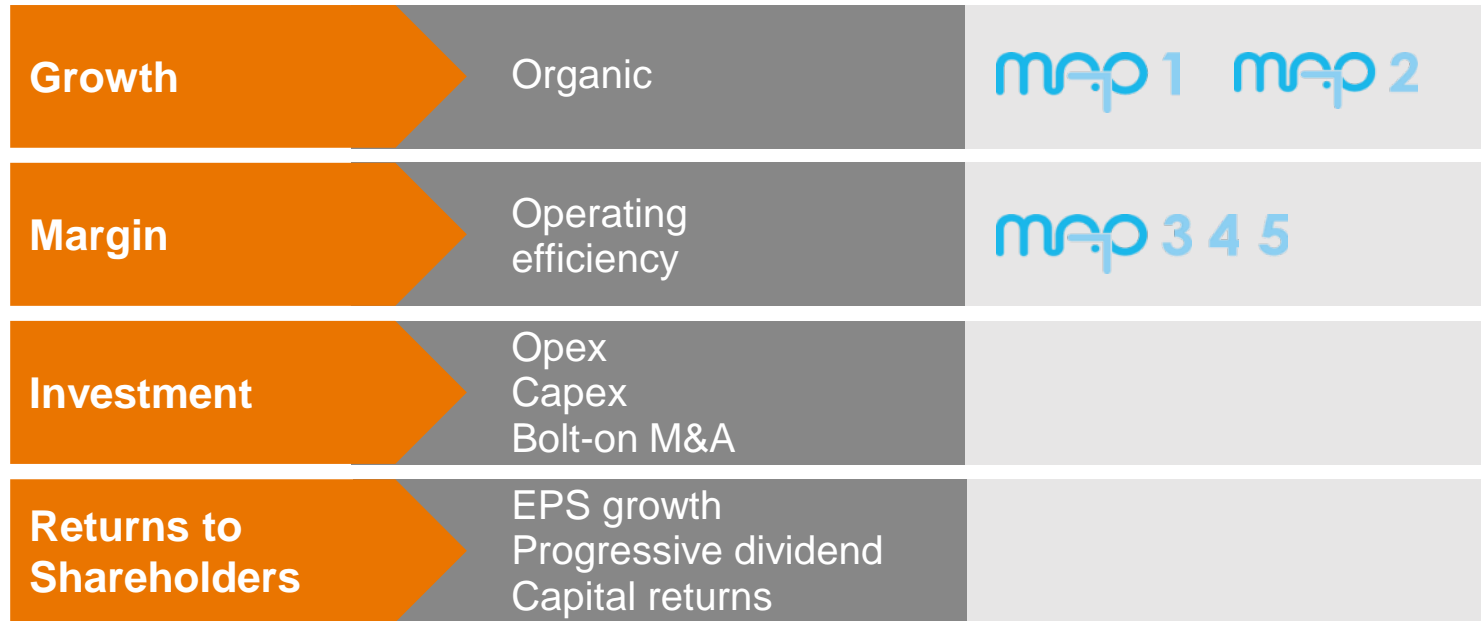 Growth
Organic
map 1 map 2
Margin
Operating
efficiency
map 3 4 5
Investment
Opex
Capex
Bolt-on M&A
Returns to
Shareholders
EPS growth
Progressive dividend
Capital returns